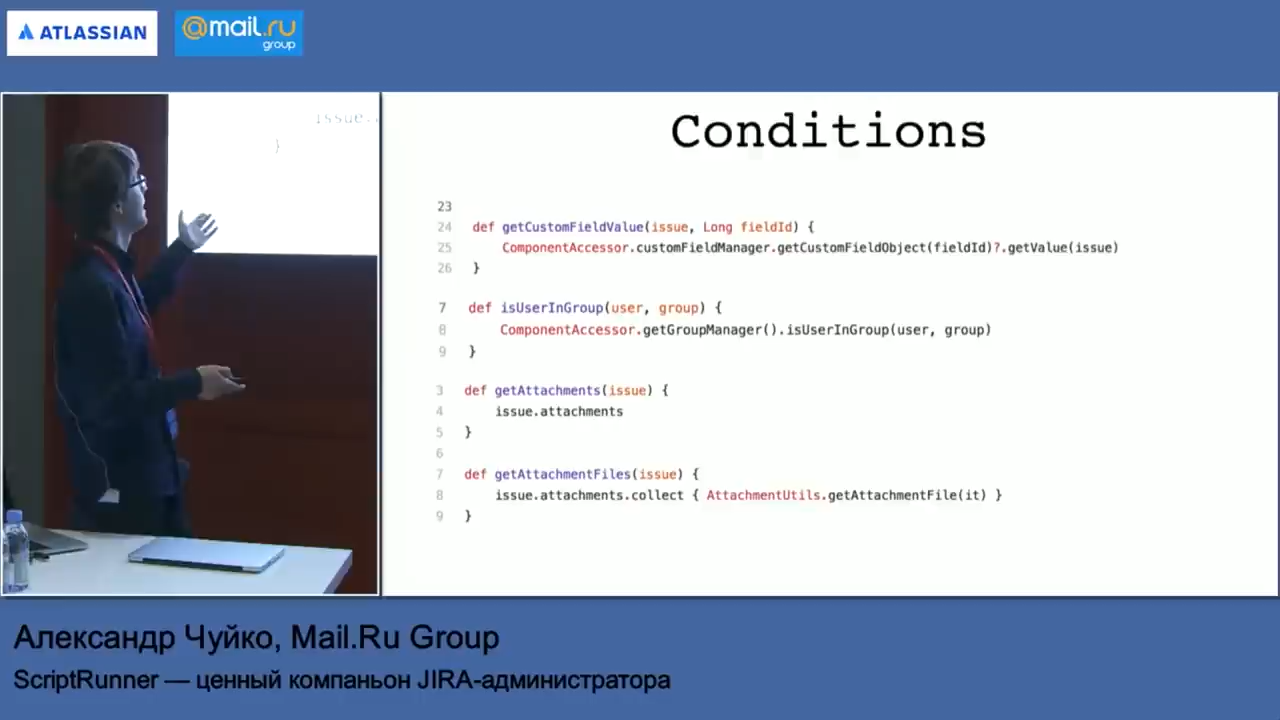 ATLASSIAN
@mail.ru
group
issue.
}
Conditions
23
24 def getCustomFieldValue(issue, Long fieldId) {
25 ComponentAccessor.customFieldManager.getCustomFieldObject(fieldId)?.getValue(issue)
26 }
7 def isUserInGroup(user, group) {
8 ComponentAccessor.getGroupManager().isUserInGroup(user, group)
9 }
3 def getAttachments(issue) {
4 issue.attachments
5 }
6
7 def getAttachmentFiles(issue) {
8 issue.attachments.collect { AttachmentUtils.getAttachmentFile(it) }
9 }
Александр Чуйко, Mail.Ru Group
ScriptRunner — ценный компаньон JIRA-администратора